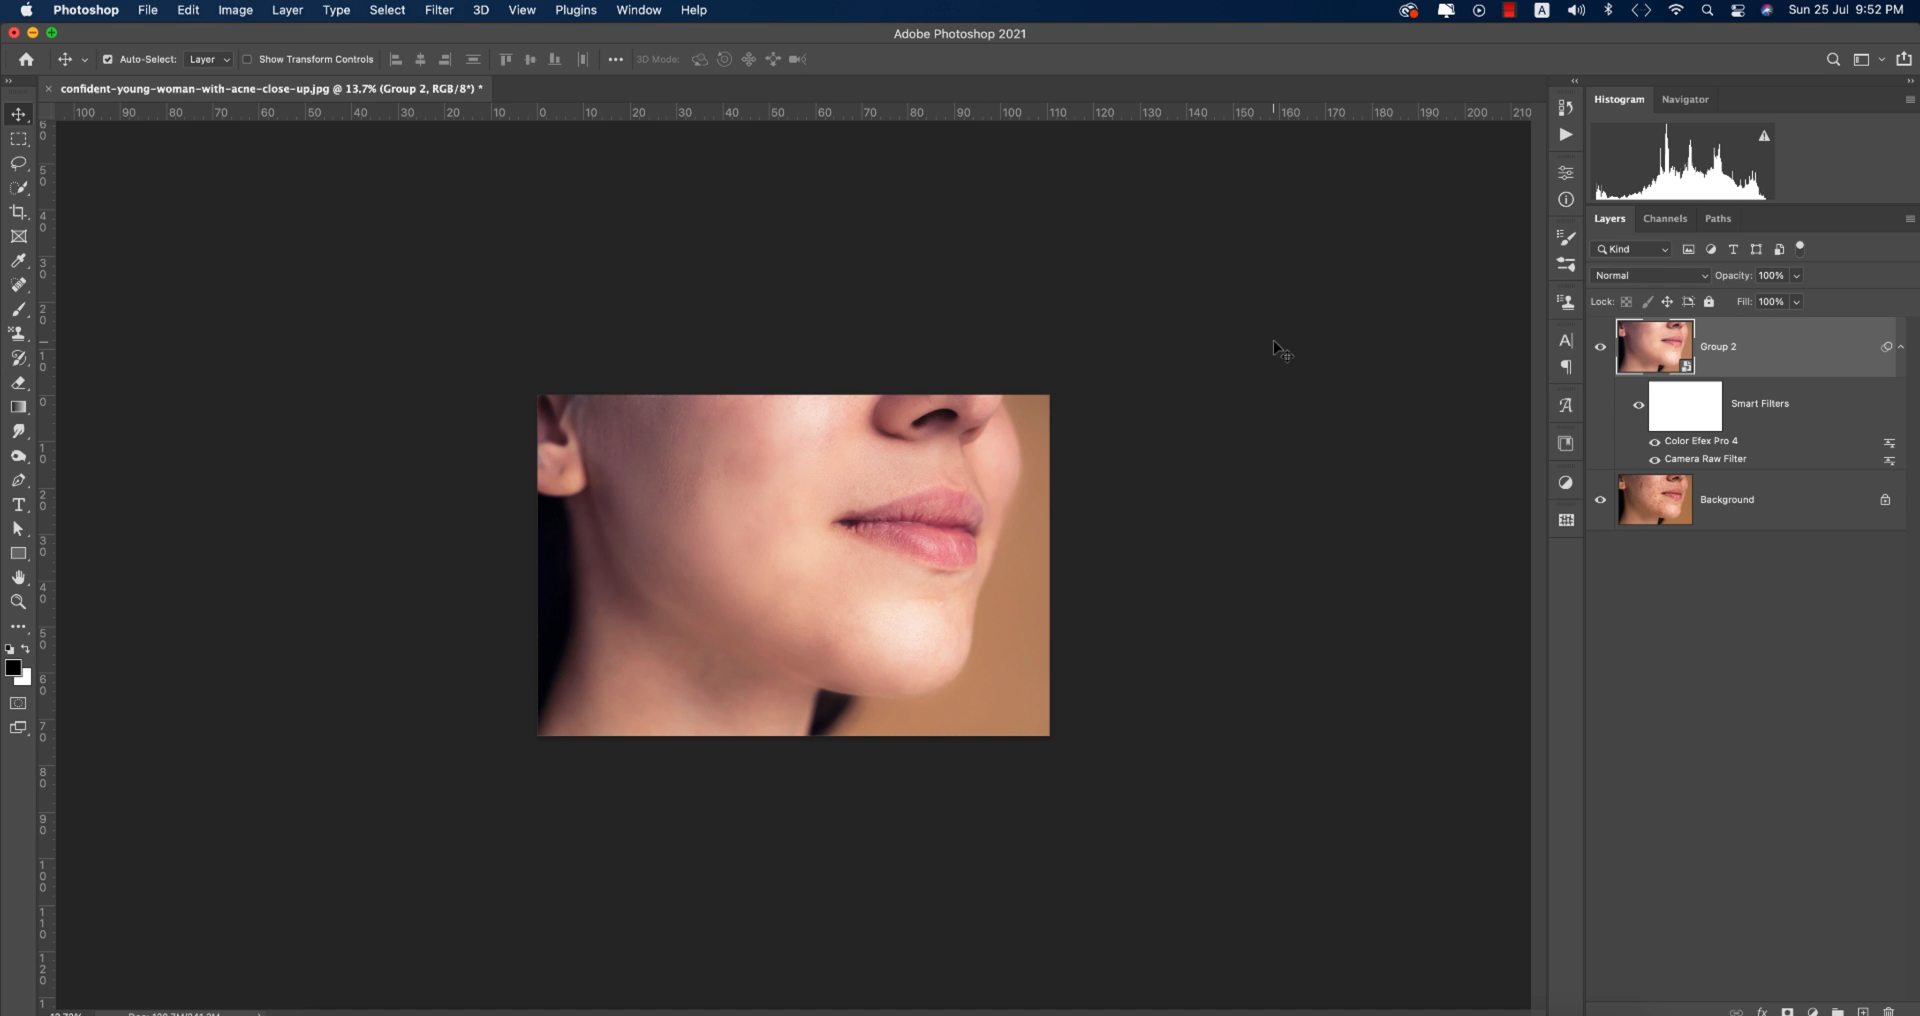 Photoshop File Edit Image Layer Type Select Filter 3D View Plugins Window Help A Sun 25 Jul 9:52 PM
Adobe Photoshop 2021
Auto-Select: Layer Show Transform Controls 3D Mode:
confident-young-woman-with-acne-close-up.jpg @ 13.7% (Group 2, RGB/8*) *
100 90 80 70 60 50 40 30 20 10 0 10 20 30 40 50 60 70 80 90 100 110 120 130 140 150 160 170 180 190 200 210
Histogram Navigator
Layers Channels Paths
Kind
Normal Opacity: 100%
Lock: Fill: 100%
Group 2
Smart Filters
Color Efex Pro 4
Camera Raw Filter
Background
60
50
40
30
20
10
0
10
20
30
40
50
60
70
80
90
100
110
120